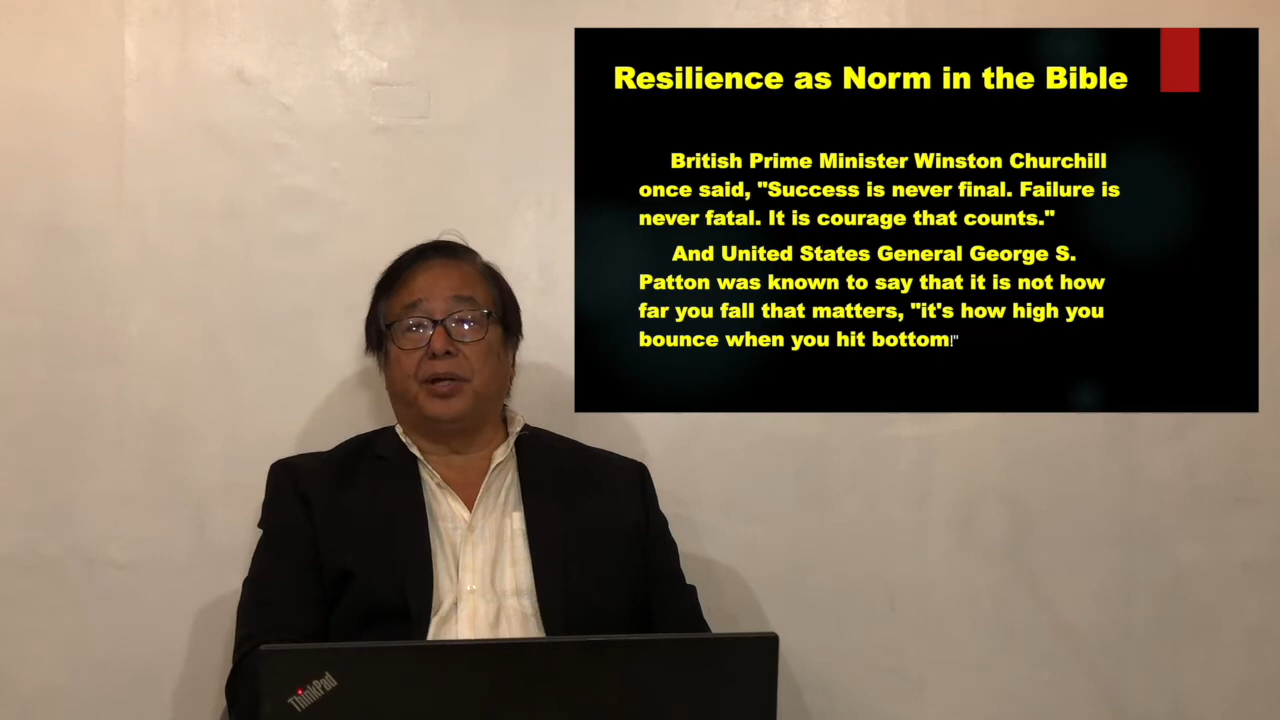 Resilience as Norm in the Bible
British Prime Minister Winston Churchill
once said, "Success is never final. Failure is
never fatal. It is courage that counts."
And United States General George S.
Patton was known to say that it is not how
far you fall that matters, "it's how high you
bounce when you hit bottom!"
ThinkPad